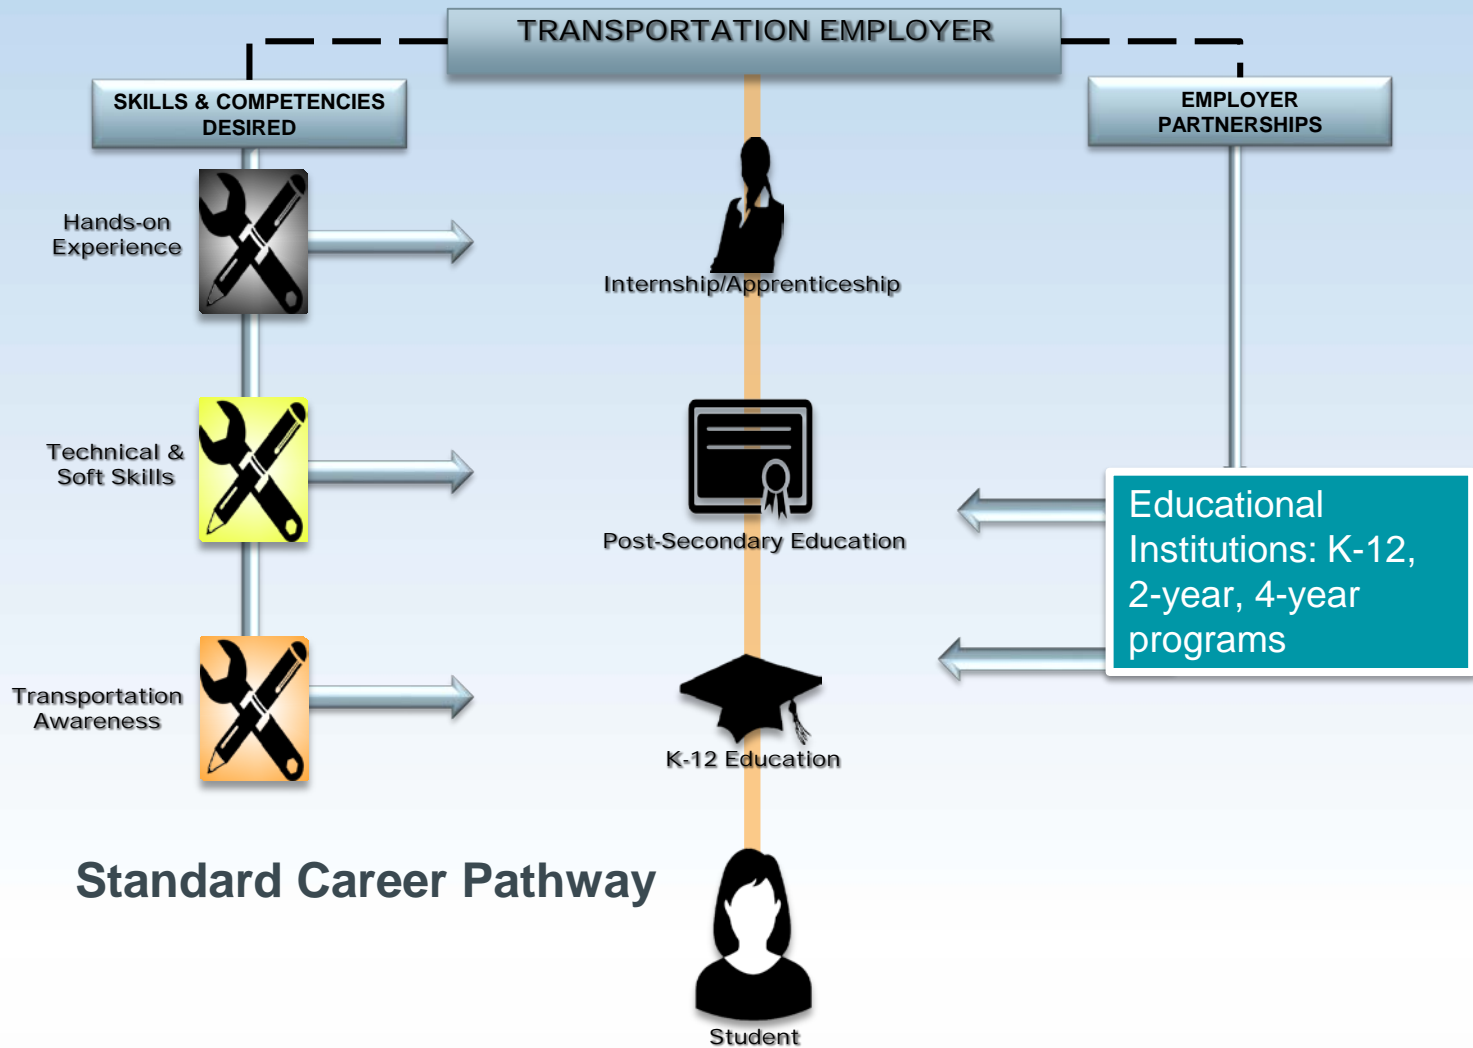 TRANSPORTATION EMPLOYER
SKILLS & COMPETENCIES
DESIRED
EMPLOYER
PARTNERSHIPS
Hands-on
Experience
Internship/Apprenticeship
Technical &
Soft Skills
Post-Secondary Education
Educational
Institutions: K-12,
2-year, 4-year
programs
Transportation
Awareness
K-12 Education
Standard Career Pathway
Student